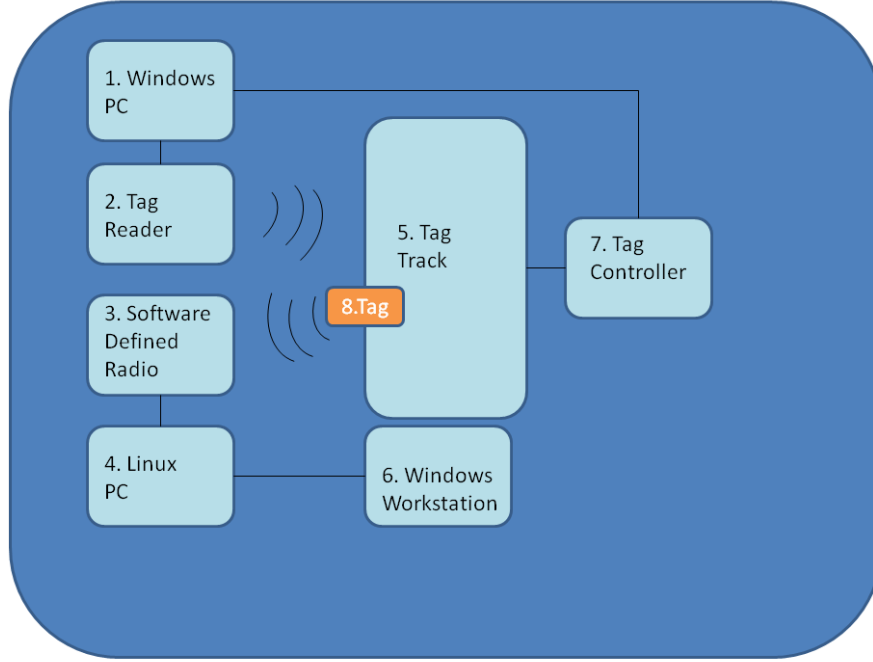 1. Windows
PC
2. Tag
Reader
3. Software
Defined
Radio
4. Linux
PC
5. Tag
Track
8.Tag
6. Windows
Workstation
7. Tag
Controller